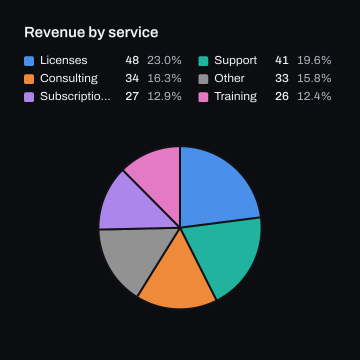 Revenue by service
Licenses 48 23.0% Support 41 19.6%
Consulting 34 16.3% Other 33 15.8%
Subscriptio... 27 12.9% Training 26 12.4%